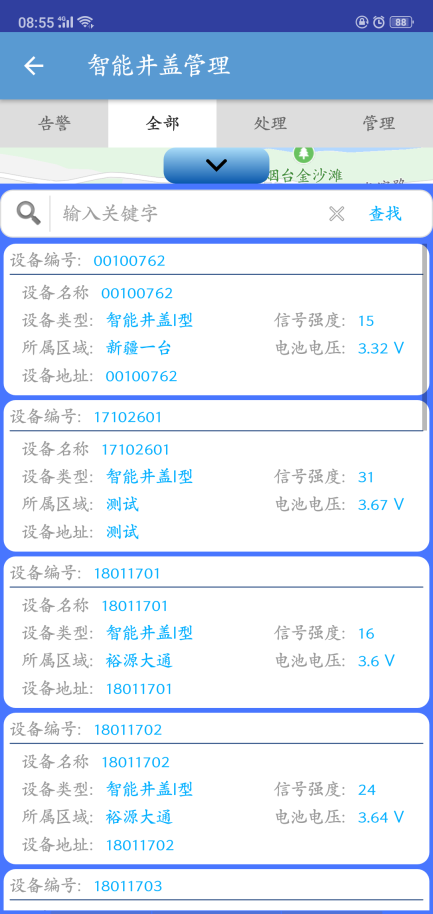 08:55 4G 88
智能井盖管理
告警 全部 处理 管理
烟台金沙滩
输入关键字 查找
设备编号: 00100762
设备名称 00100762
设备类型: 智能井盖I型 信号强度: 15
所属区域: 新疆一台 电池电压: 3.32 V
设备地址: 00100762
设备编号: 17102601
设备名称 17102601
设备类型: 智能井盖I型 信号强度: 31
所属区域: 测试 电池电压: 3.67 V
设备地址: 测试
设备编号: 18011701
设备名称 18011701
设备类型: 智能井盖I型 信号强度: 16
所属区域: 裕源大通 电池电压: 3.6 V
设备地址: 18011701
设备编号: 18011702
设备名称 18011702
设备类型: 智能井盖I型 信号强度: 24
所属区域: 裕源大通 电池电压: 3.64 V
设备地址: 18011702
设备编号: 18011703